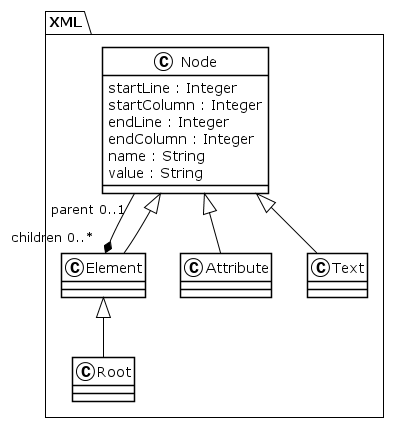 XML
C Node
startLine : Integer
startColumn : Integer
endLine : Integer
endColumn : Integer
name : String
value : String
parent 0..1
children 0..*
C Element
C Attribute
C Text
C Root